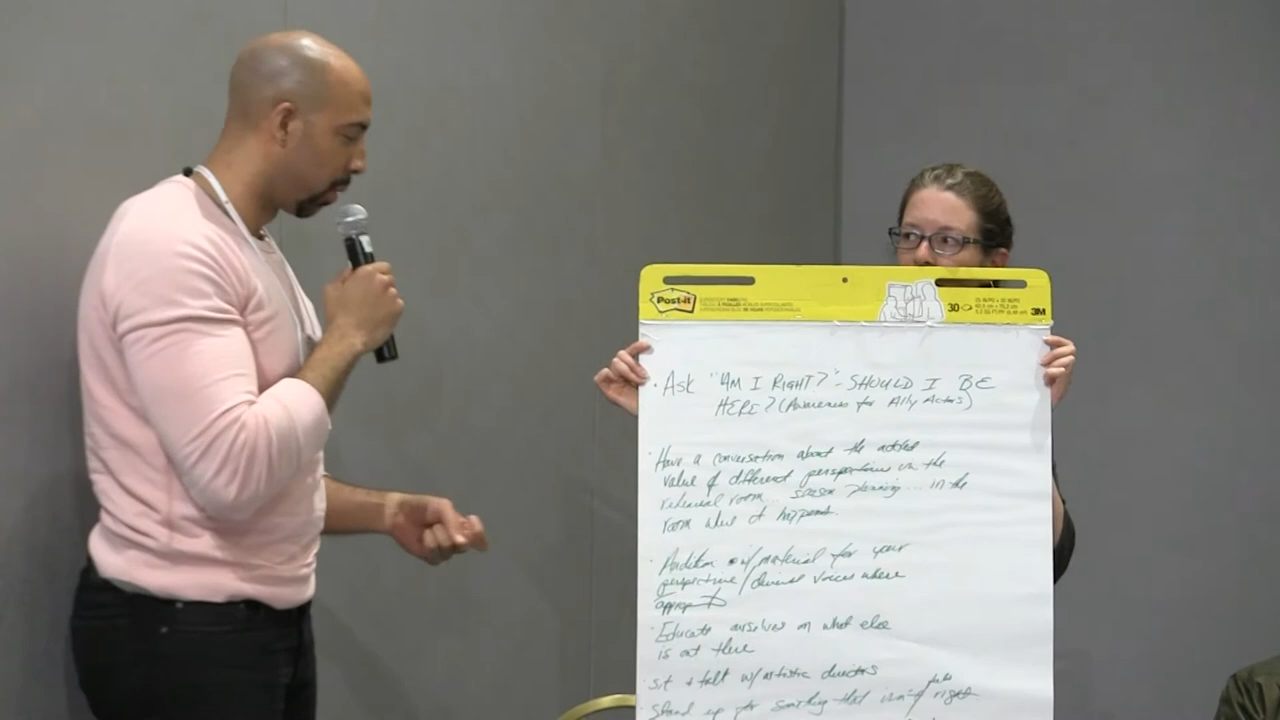 Post-it
30
3M
• Ask "AM I RIGHT?" - SHOULD I BE
HERE? (Awareness for Ally Actors)
• Have a conversation about the added
value of different perspectives in the
rehearsal room... season planning... in the
room where it happens.
• Audition w/ material for your
perspective / diverse voices where
• Educate ourselves on what else
is out there
• sit + talk w/ artistic directors
• Stand up for something that isn't right